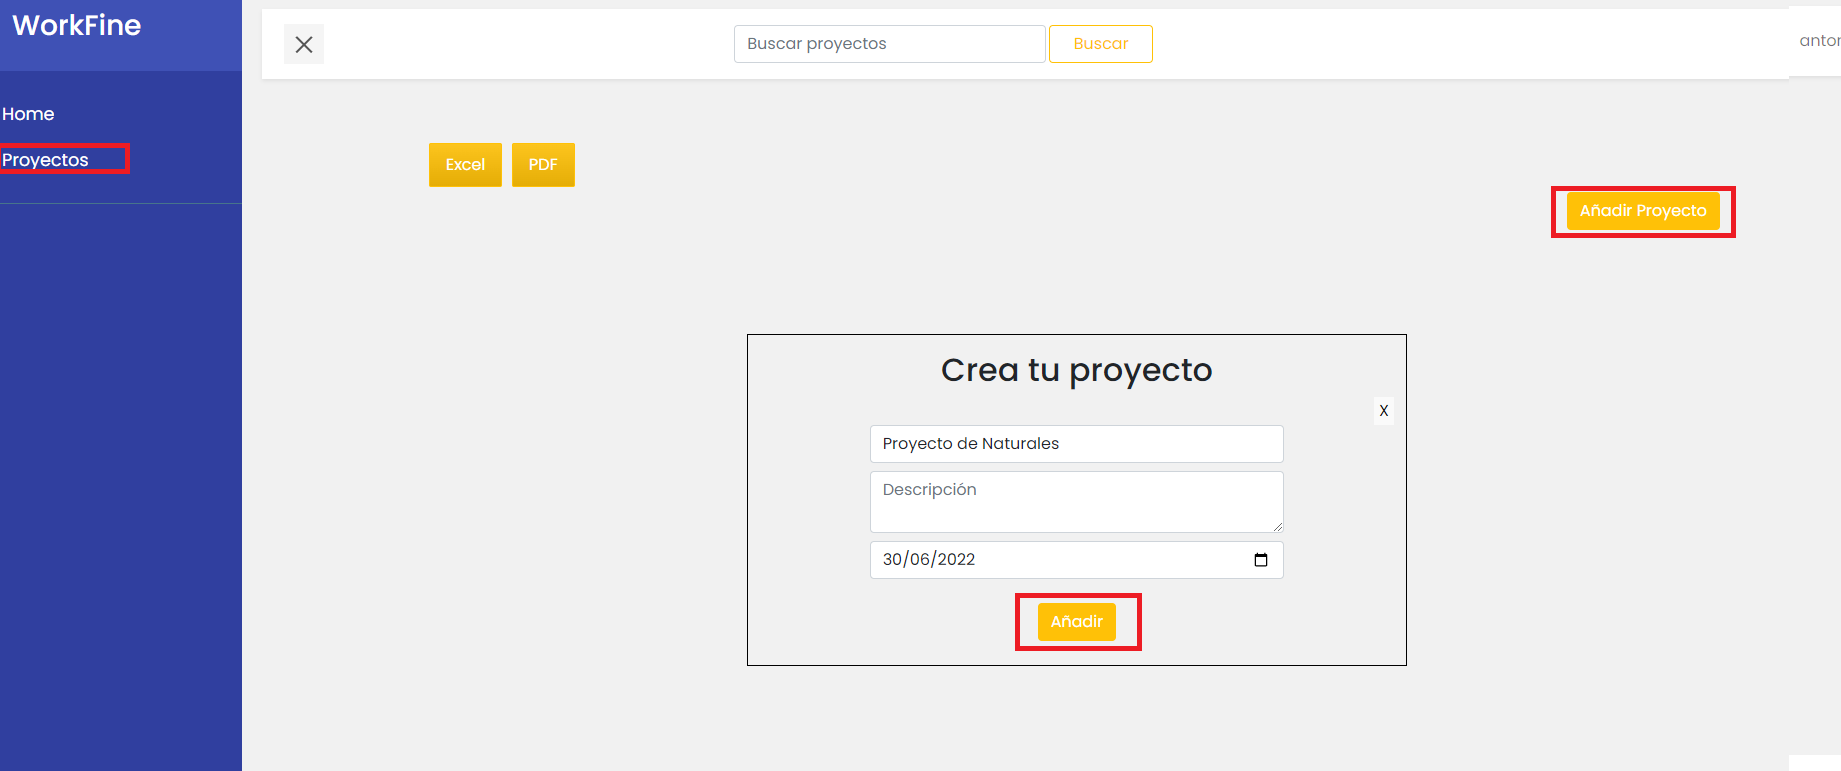 WorkFine
Buscar proyectos
Buscar
antor
Home
Proyectos
Excel
PDF
Añadir Proyecto
Crea tu proyecto
X
Proyecto de Naturales
Descripción
30/06/2022
Añadir